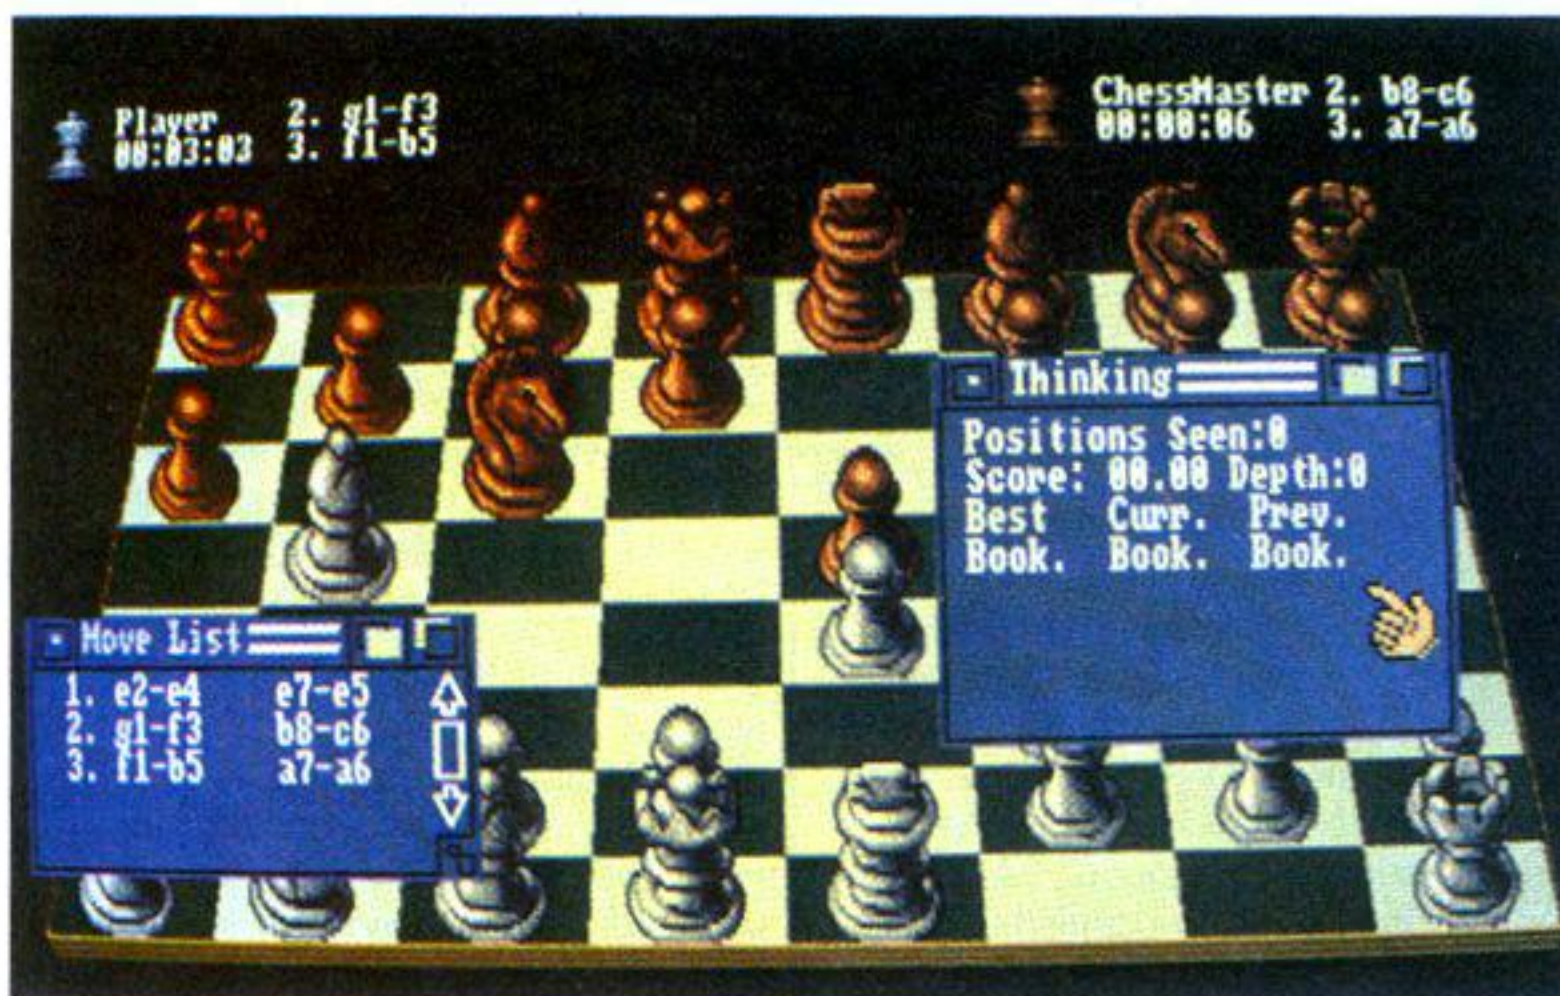 Player 2. g1-f3
00:03:03 3. f1-b5
ChessMaster 2. b8-c6
00:00:06 3. a7-a6
Thinking
Positions Seen:0
Score: 00.00 Depth:0
Best Curr. Prev.
Book. Book. Book.
Move List
1. e2-e4 e7-e5
2. g1-f3 b8-c6
3. f1-b5 a7-a6